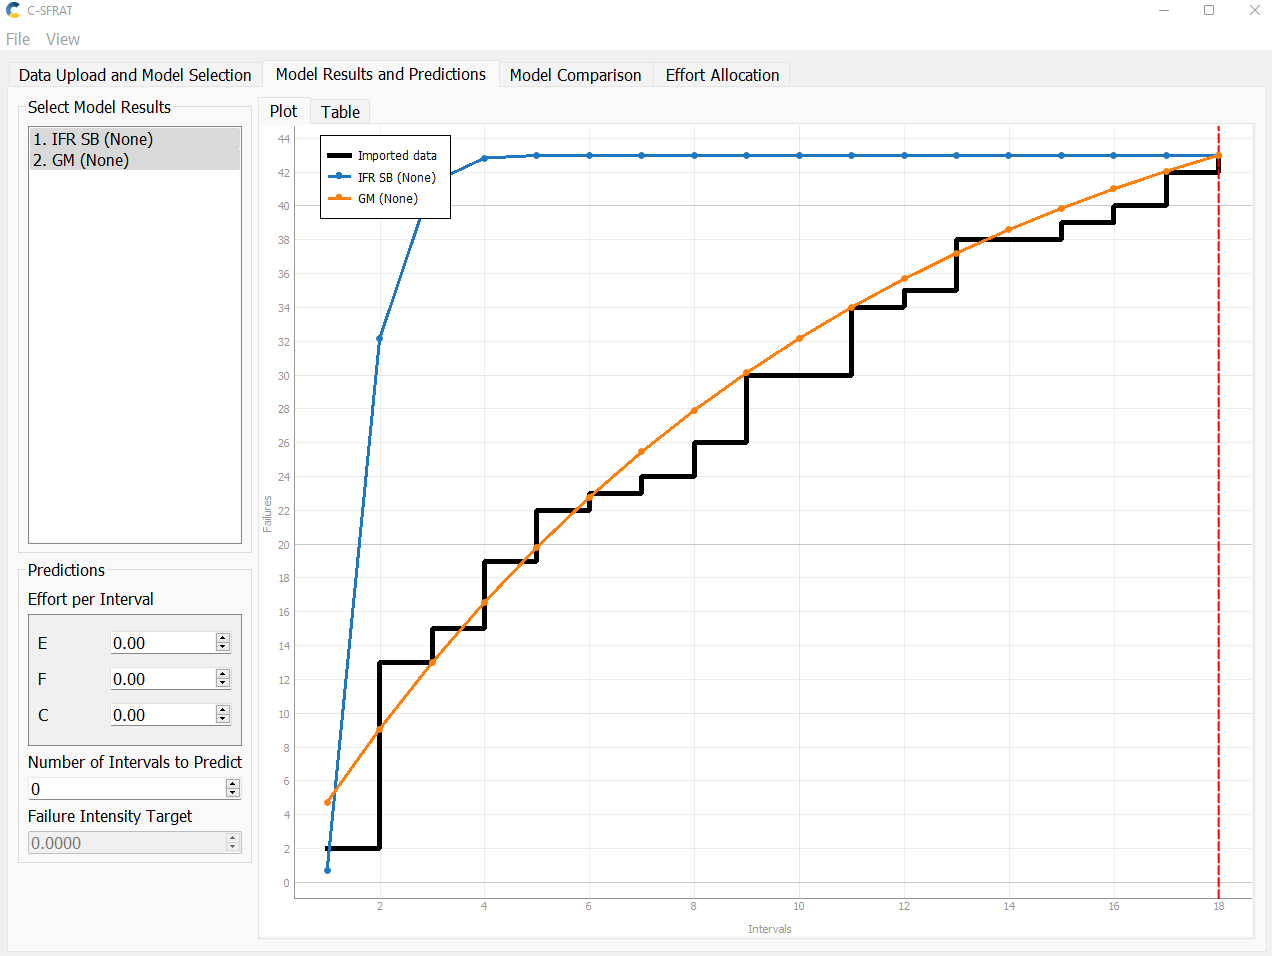 C-SFRAT
File View
Data Upload and Model Selection Model Results and Predictions Model Comparison Effort Allocation
Select Model Results
1. IFR SB (None)
2. GM (None)
Predictions
Effort per Interval
E 0.00
F 0.00
C 0.00
Number of Intervals to Predict
0
Failure Intensity Target
0.0000
Plot Table
Imported data
IFR SB (None)
GM (None)
44
42
40
38
36
34
32
30
28
26
24
22
20
18
16
14
12
10
8
6
4
2
0
Failures
2 4 6 8 10 12 14 16 18
Intervals